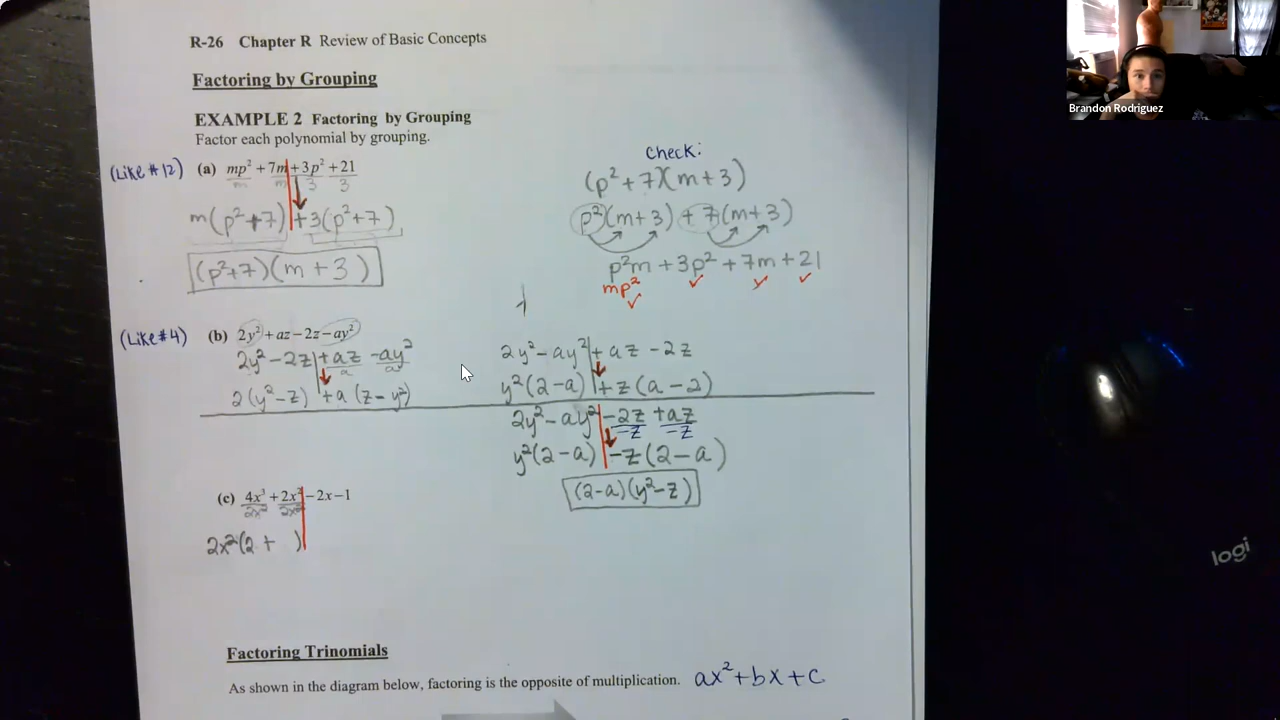 R-26 Chapter R Review of Basic Concepts
Factoring by Grouping
EXAMPLE 2 Factoring by Grouping
Factor each polynomial by grouping.
(Like #12) (a) mp² + 7m + 3p² + 21
m m 3 3
m(p²+7) +3(p²+7)
(p²+7)(m+3)
check:
(p²+7)(m+3)
p²(m+3) + 7(m+3)
p²m + 3p² + 7m + 21
mp²
✓ ✓ ✓ ✓
(Like #4) (b) 2y² + az − 2z − ay²
2y² − 2z + az − ay²
a a
2(y²−z) + a(z−y²)
2y² − ay² + az − 2z
y²(2−a) + z(a−2)
2y² − ay² − 2z + az
−z −z
y²(2−a) − z(2−a)
(2−a)(y²−z)
(c) 4x³ + 2x² − 2x − 1
2x² 2x²
2x²(2 + )
Factoring Trinomials
As shown in the diagram below, factoring is the opposite of multiplication. ax²+bx+c
Brandon Rodriguez
logi